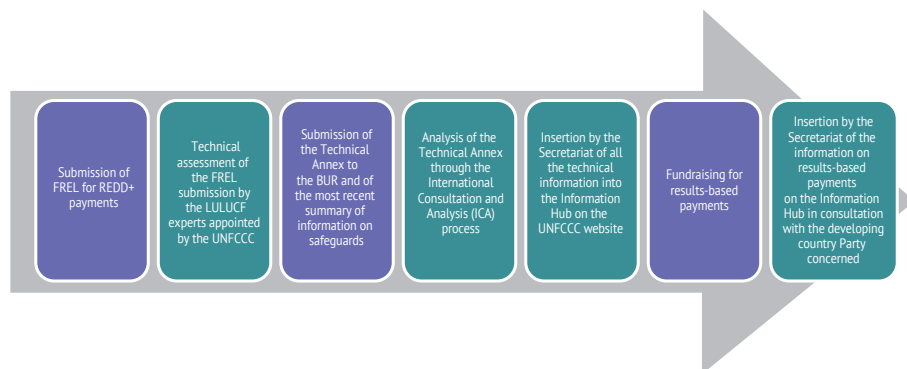 Submission of
FREL for REDD+
payments
Technical
assessment of
the FREL
submission by
the LULUCF
experts appointed
by the UNFCCC
Submission of
the Technical
Annex to
the BUR and of
the most recent
summary of
information on
safeguards
Analysis of the
Technical Annex
through the
International
Consultation and
Analysis (ICA)
process
Insertion by the
Secretariat of all
the technical
information into
the Information
Hub on the
UNFCCC website
Fundraising for
results-based
payments
Insertion by the
Secretariat of the
information on
results-based
payments
on the Information
Hub in consultation
with the developing
country Party
concerned